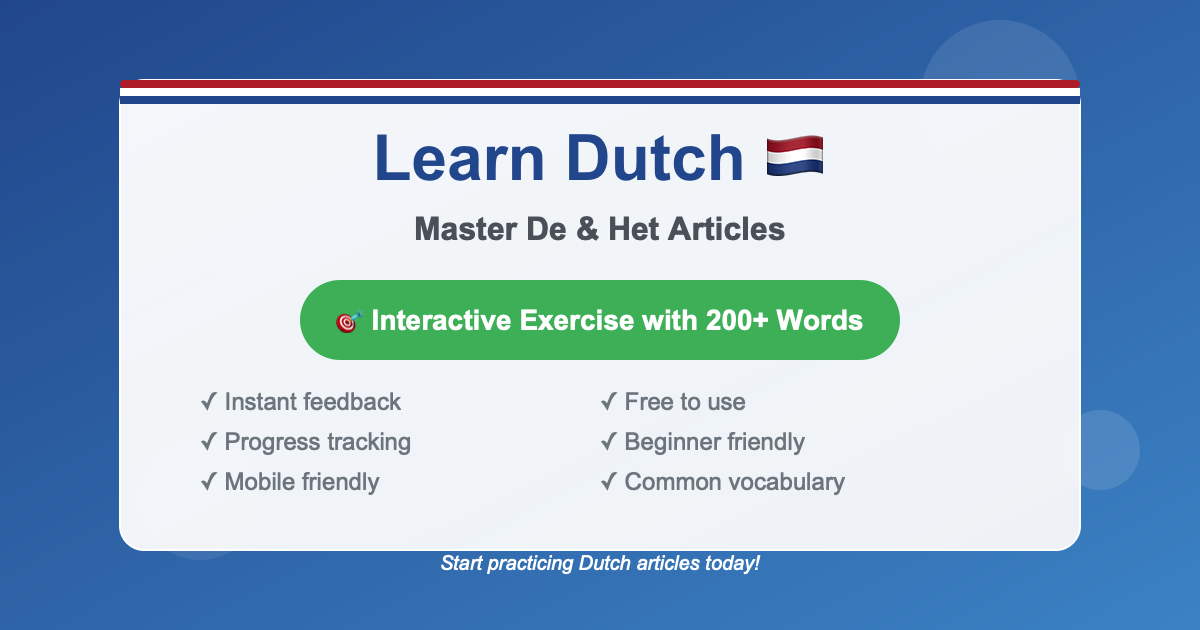 Learn Dutch 🇳🇱
Master De & Het Articles
🎯 Interactive Exercise with 200+ Words
✓ Instant feedback
✓ Free to use
✓ Progress tracking
✓ Beginner friendly
✓ Mobile friendly
✓ Common vocabulary
Start practicing Dutch articles today!